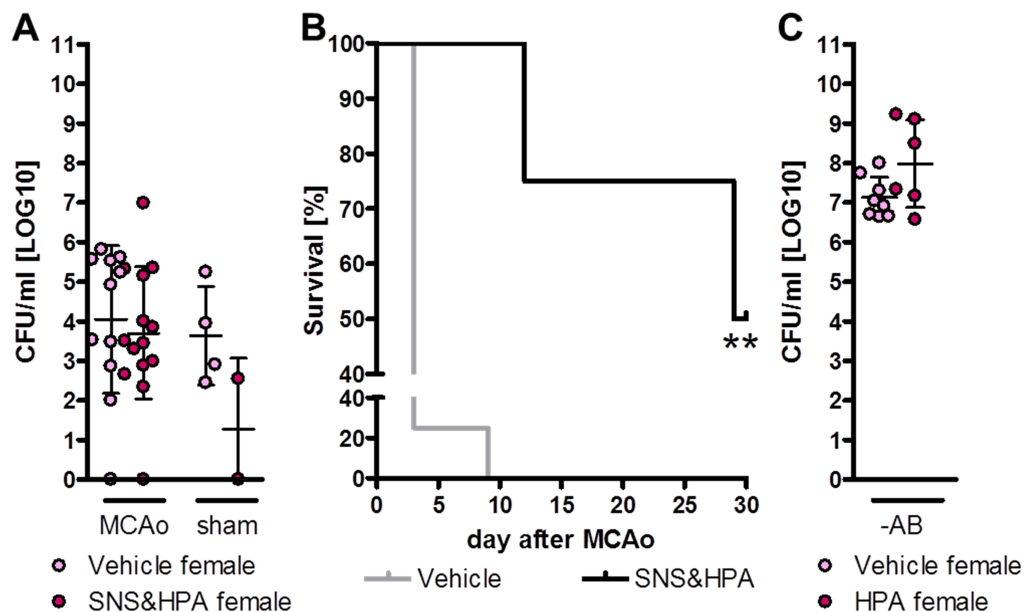 A
CFU/ml [LOG10]
11
10
9
8
7
6
5
4
3
2
1
0
MCAo
sham
Vehicle female
SNS&HPA female
B
Survival [%]
100
90
80
70
60
50
40
40
20
0
0 5 10 15 20 25 30
**
day after MCAo
Vehicle
SNS&HPA
C
CFU/ml [LOG10]
11
10
9
8
7
6
5
4
3
2
1
0
-AB
Vehicle female
HPA female